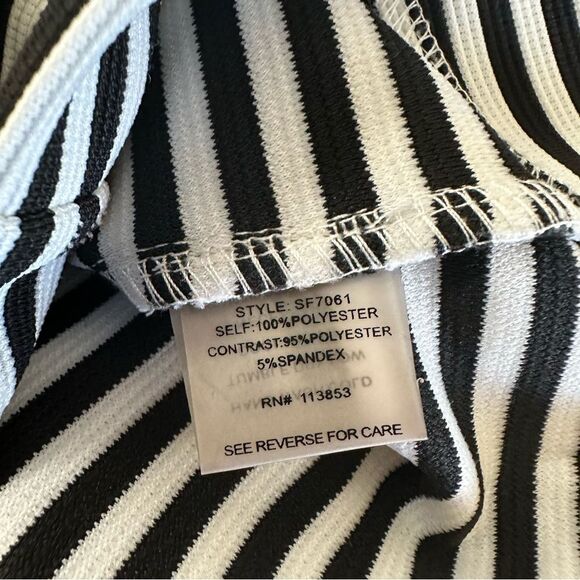 STYLE: SF7061
SELF:100%POLYESTER
CONTRAST:95%POLYESTER
5%SPANDEX
RN# 113853
SEE REVERSE FOR CARE